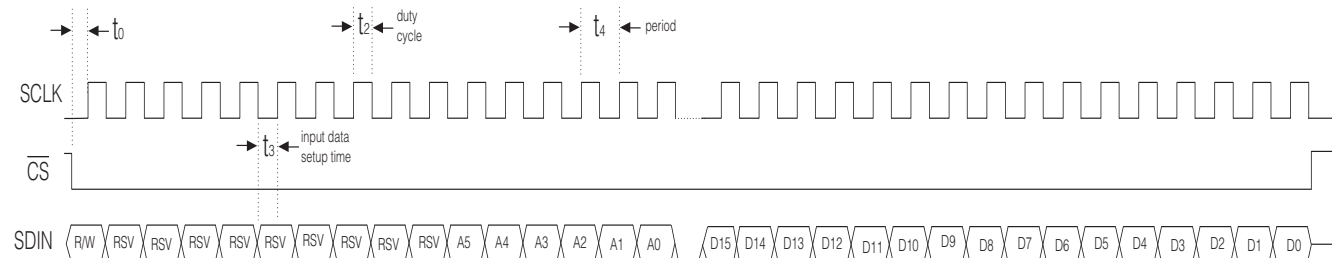 t0
t2
duty
cycle
t4
period
SCLK
t3
input data
setup time
CS
SDIN R/W RSV RSV RSV RSV RSV RSV RSV RSV RSV A5 A4 A3 A2 A1 A0 D15 D14 D13 D12 D11 D10 D9 D8 D7 D6 D5 D4 D3 D2 D1 D0